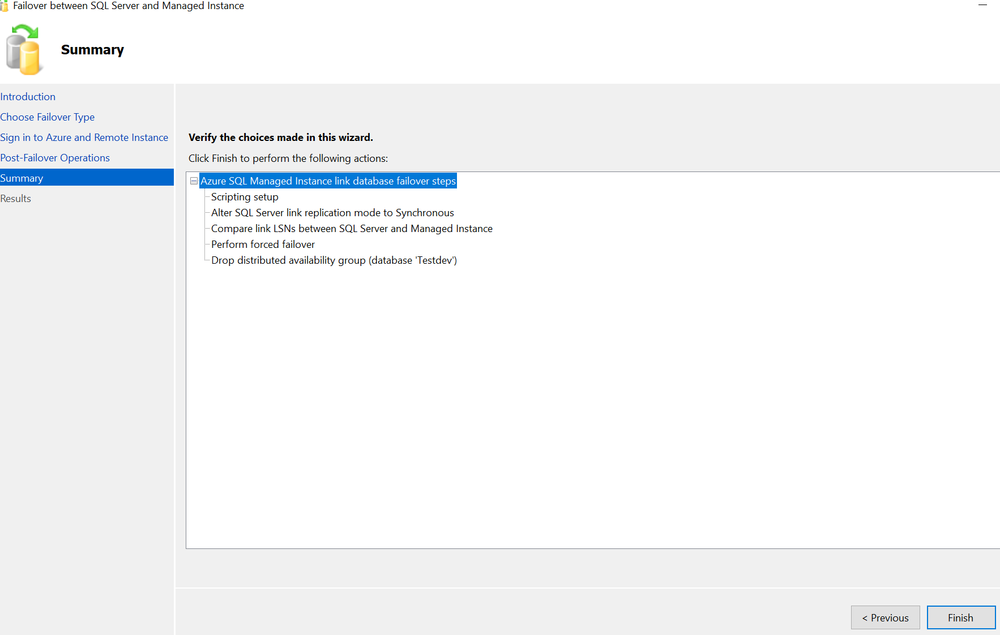 Failover between SQL Server and Managed Instance
Summary
Introduction
Choose Failover Type
Sign in to Azure and Remote Instance
Post-Failover Operations
Summary
Results
Verify the choices made in this wizard.
Click Finish to perform the following actions:
Azure SQL Managed Instance link database failover steps
Scripting setup
Alter SQL Server link replication mode to Synchronous
Compare link LSNs between SQL Server and Managed Instance
Perform forced failover
Drop distributed availability group (database 'Testdev')
< Previous
Finish